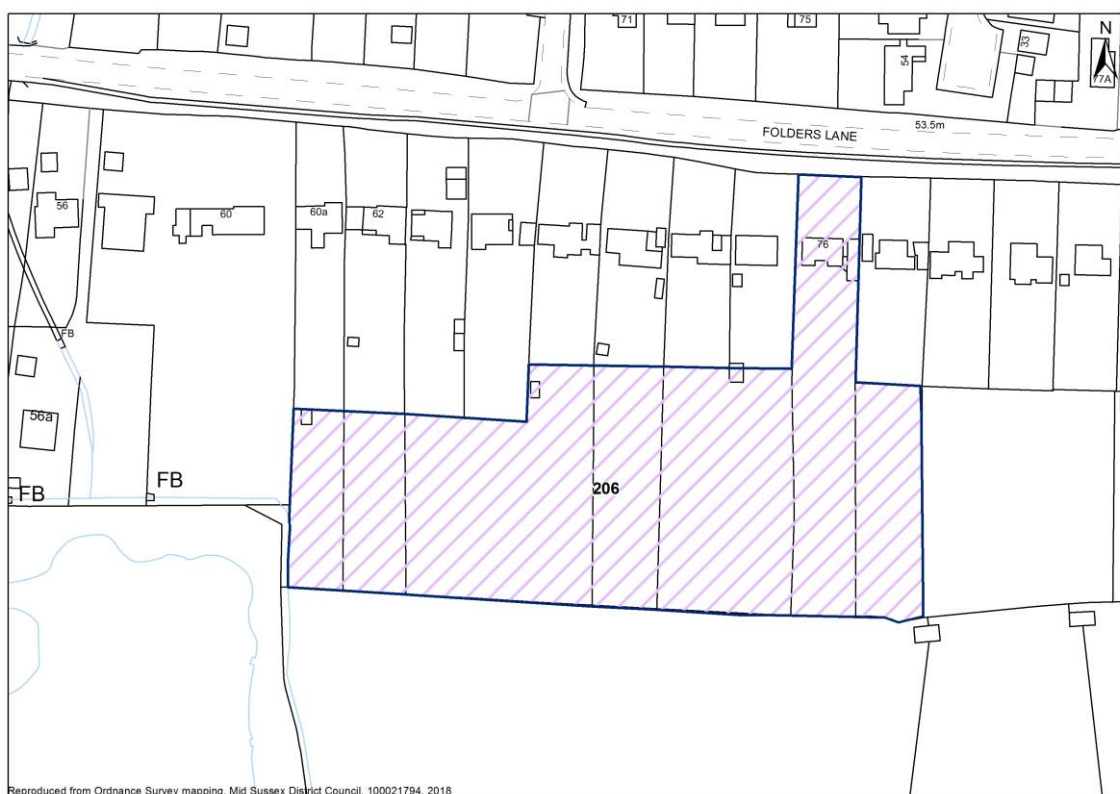 71
75
54
33
N
77A
FOLDERS LANE
53.5m
56
60
60a
62
76
FB
56a
FB
FB
206
Reproduced from Ordnance Survey mapping. Mid Sussex District Council. 100021794. 2018